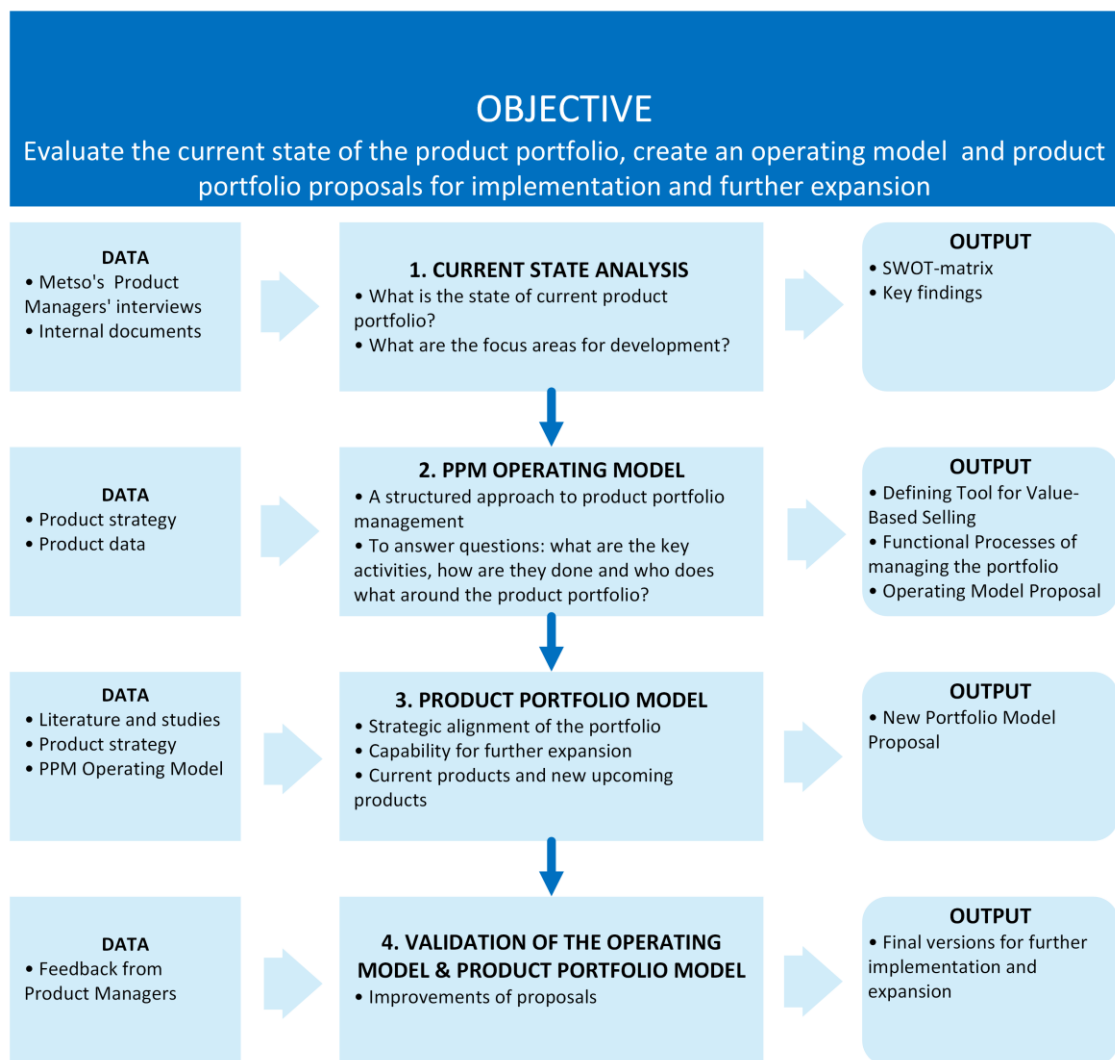 OBJECTIVE
Evaluate the current state of the product portfolio, create an operating model and product
portfolio proposals for implementation and further expansion
DATA
• Metso's Product
Managers' interviews
• Internal documents
1. CURRENT STATE ANALYSIS
• What is the state of current product
portfolio?
• What are the focus areas for development?
OUTPUT
• SWOT-matrix
• Key findings
DATA
• Product strategy
• Product data
2. PPM OPERATING MODEL
• A structured approach to product portfolio
management
• To answer questions: what are the key
activities, how are they done and who does
what around the product portfolio?
OUTPUT
• Defining Tool for Value-
Based Selling
• Functional Processes of
managing the portfolio
• Operating Model Proposal
DATA
• Literature and studies
• Product strategy
• PPM Operating Model
3. PRODUCT PORTFOLIO MODEL
• Strategic alignment of the portfolio
• Capability for further expansion
• Current products and new upcoming
products
OUTPUT
• New Portfolio Model
Proposal
DATA
• Feedback from
Product Managers
4. VALIDATION OF THE OPERATING
MODEL & PRODUCT PORTFOLIO MODEL
• Improvements of proposals
OUTPUT
• Final versions for further
implementation and
expansion